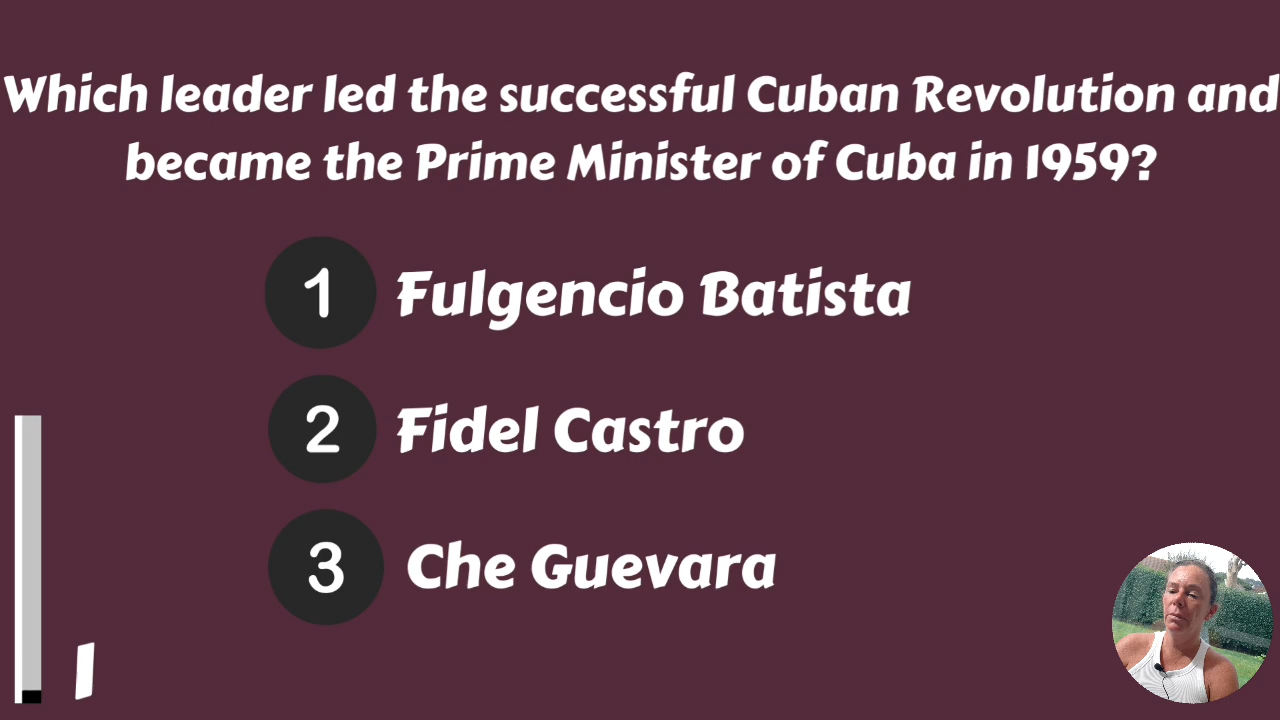 Which leader led the successful Cuban Revolution and
became the Prime Minister of Cuba in 1959?
1 Fulgencio Batista
2 Fidel Castro
3 Che Guevara
1